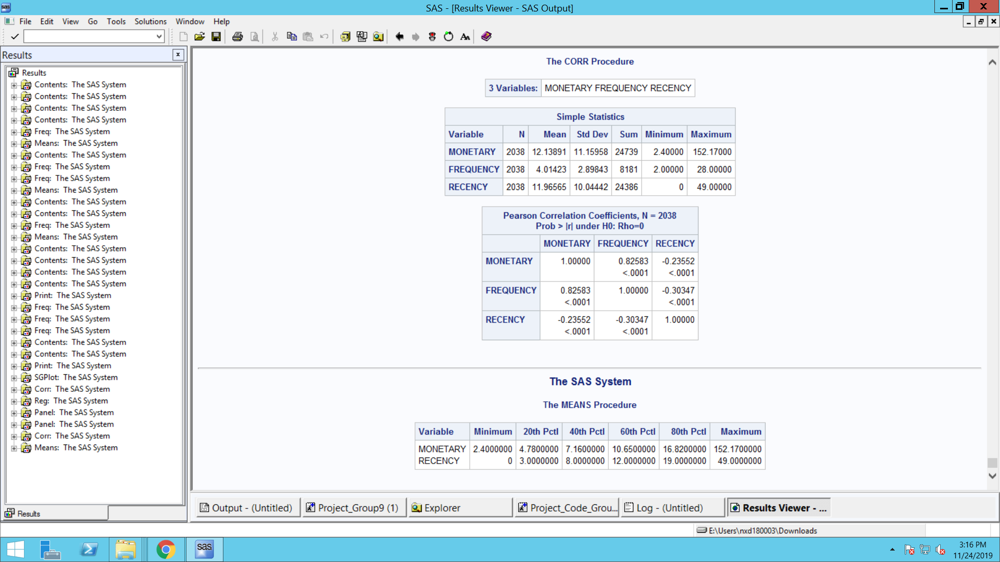 SAS - [Results Viewer - SAS Output]
File Edit View Go Tools Solutions Window Help
Results
Results
Contents: The SAS System
Contents: The SAS System
Contents: The SAS System
Contents: The SAS System
Freq: The SAS System
Means: The SAS System
Contents: The SAS System
Freq: The SAS System
Freq: The SAS System
Means: The SAS System
Contents: The SAS System
Contents: The SAS System
Freq: The SAS System
Means: The SAS System
Contents: The SAS System
Contents: The SAS System
Contents: The SAS System
Contents: The SAS System
Print: The SAS System
Freq: The SAS System
Freq: The SAS System
Freq: The SAS System
Contents: The SAS System
Contents: The SAS System
Print: The SAS System
SGPlot: The SAS System
Corr: The SAS System
Reg: The SAS System
Panel: The SAS System
Panel: The SAS System
Corr: The SAS System
Means: The SAS System
Results
The CORR Procedure
3 Variables: MONETARY FREQUENCY RECENCY
Simple Statistics
Variable N Mean Std Dev Sum Minimum Maximum
MONETARY 2038 12.13891 11.15958 24739 2.40000 152.17000
FREQUENCY 2038 4.01423 2.89843 8181 2.00000 28.00000
RECENCY 2038 11.96565 10.04442 24386 0 49.00000
Pearson Correlation Coefficients, N = 2038
Prob > |r| under H0: Rho=0
MONETARY FREQUENCY RECENCY
MONETARY 1.00000 0.82583 -0.23552
<.0001 <.0001
FREQUENCY 0.82583 1.00000 -0.30347
<.0001 <.0001
RECENCY -0.23552 -0.30347 1.00000
<.0001 <.0001
The SAS System
The MEANS Procedure
Variable Minimum 20th Pctl 40th Pctl 60th Pctl 80th Pctl Maximum
MONETARY 2.4000000 4.7800000 7.1600000 10.6500000 16.8200000 152.1700000
RECENCY 0 3.0000000 8.0000000 12.0000000 19.0000000 49.0000000
Output - (Untitled) Project_Group9 (1) Explorer Project_Code_Grou... Log - (Untitled) Results Viewer - ...
E:\Users\nxd180003\Downloads
sas
3:16 PM
11/24/2019